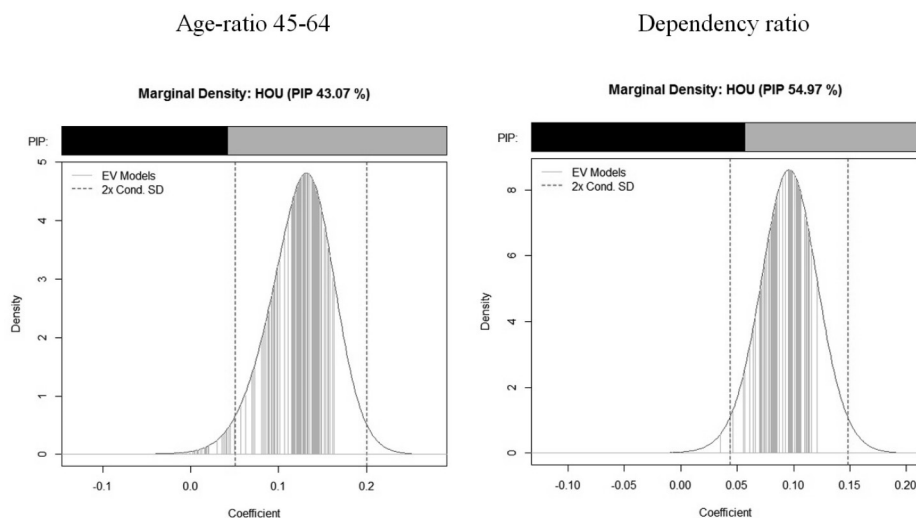 Age-ratio 45-64
Marginal Density: HOU (PIP 43.07 %)
PIP:
EV Models
2x Cond. SD
5
4
3
2
1
0
Density
-0.1 0.0 0.1 0.2
Coefficient
Dependency ratio
Marginal Density: HOU (PIP 54.97 %)
PIP:
EV Models
2x Cond. SD
8
6
4
2
0
Density
-0.10 -0.05 0.00 0.05 0.10 0.15 0.20
Coefficient